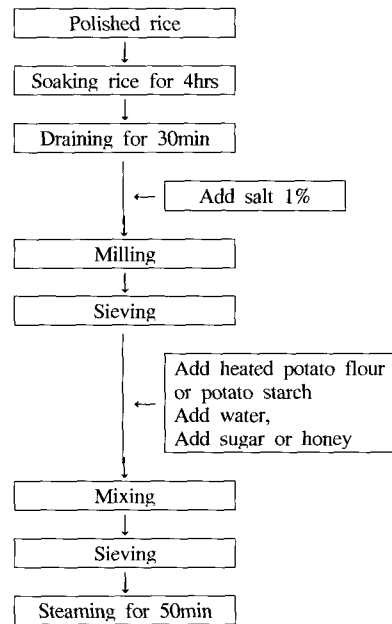 Polished rice
Soaking rice for 4hrs
Draining for 30min
Add salt 1%
Milling
Sieving
Add heated potato flour
or potato starch
Add water,
Add sugar or honey
Mixing
Sieving
Steaming for 50min